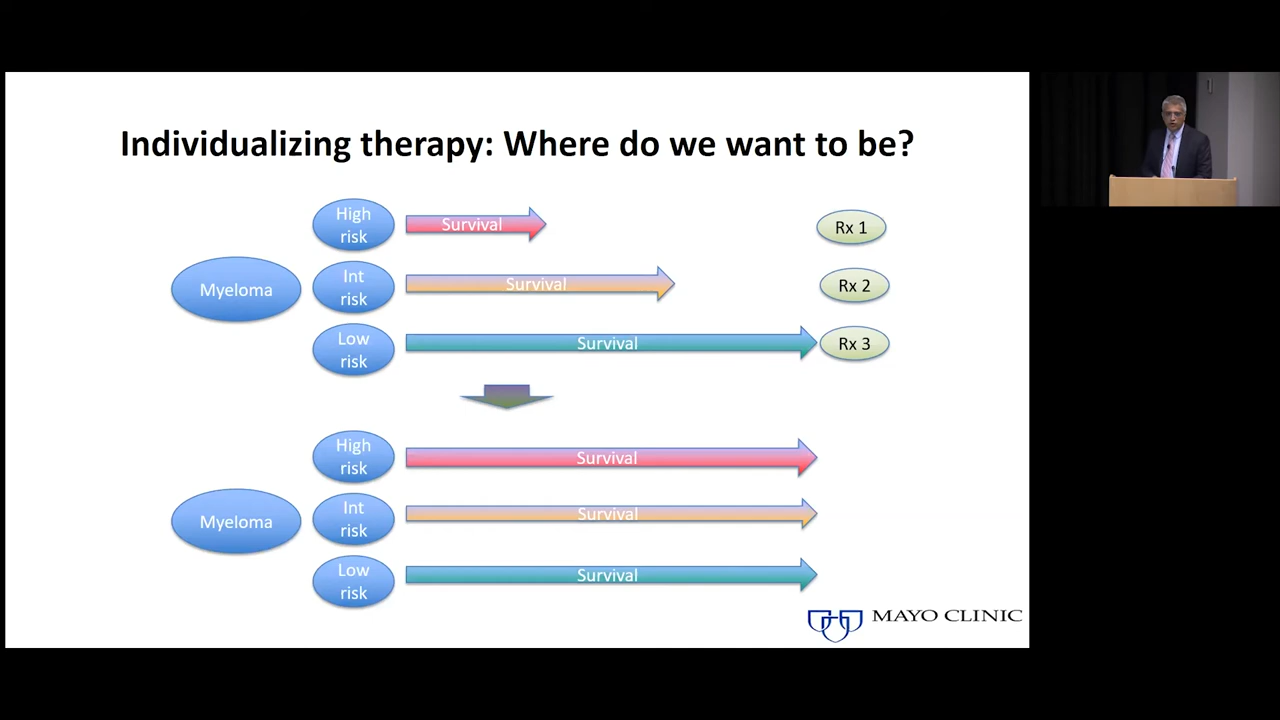 Individualizing therapy: Where do we want to be?
High
risk
Survival
Rx 1
Myeloma
Int
risk
Survival
Rx 2
Low
risk
Survival
Rx 3
High
risk
Survival
Myeloma
Int
risk
Survival
Low
risk
Survival
MAYO CLINIC